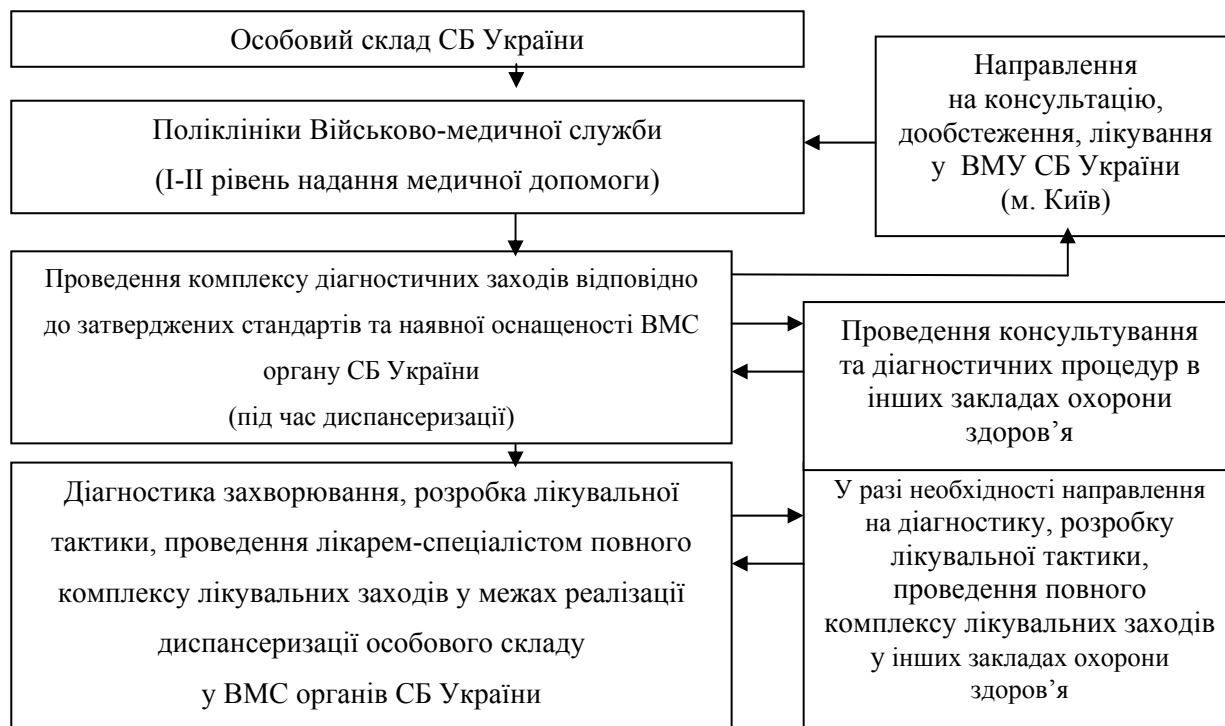 Особовий склад СБ України
Поліклініки Військово-медичної служби
(І-ІІ рівень надання медичної допомоги)
Направлення
на консультацію,
дообстеження, лікування
у ВМУ СБ України
(м. Київ)
Проведення комплексу діагностичних заходів відповідно
до затверджених стандартів та наявної оснащеності ВМС
органу СБ України
(під час диспансеризації)
Проведення консультування
та діагностичних процедур в
інших закладах охорони
здоров’я
Діагностика захворювання, розробка лікувальної
тактики, проведення лікарем-спеціалістом повного
комплексу лікувальних заходів у межах реалізації
диспансеризації особового складу
у ВМС органів СБ України
У разі необхідності направлення
на діагностику, розробку
лікувальної тактики,
проведення повного
комплексу лікувальних заходів
у інших закладах охорони
здоров’я